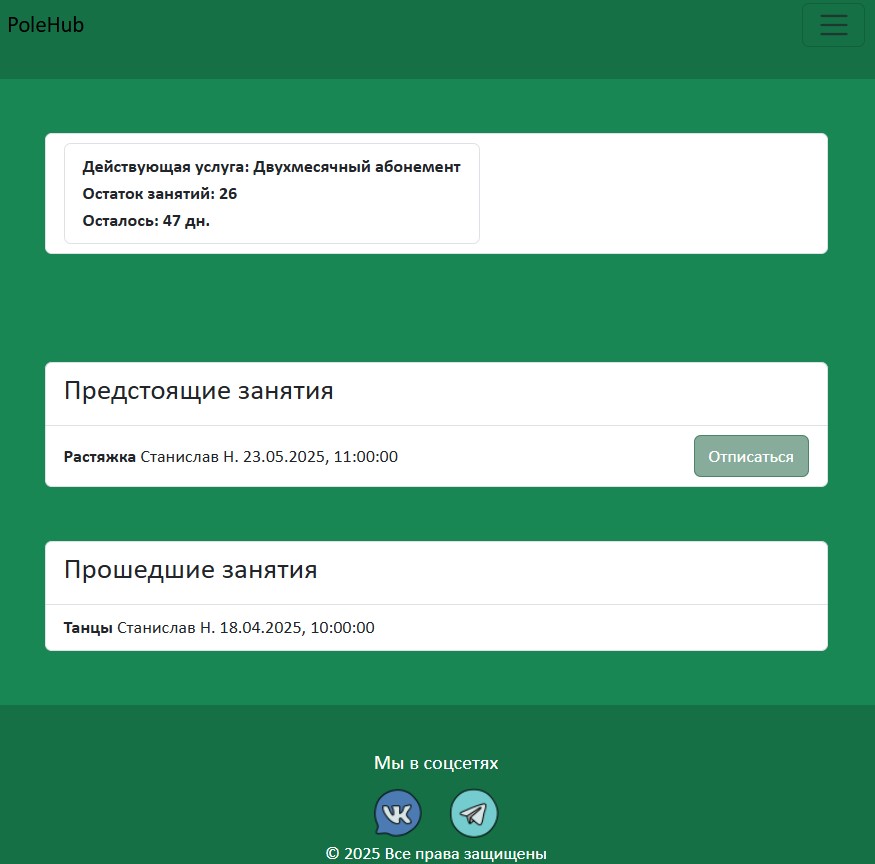 PoleHub
Действующая услуга: Двухмесячный абонемент
Остаток занятий: 26
Осталось: 47 дн.
Предстоящие занятия
Растяжка Станислав Н. 23.05.2025, 11:00:00
Отписаться
Прошедшие занятия
Танцы Станислав Н. 18.04.2025, 10:00:00
Мы в соцсетях
VK
© 2025 Все права защищены